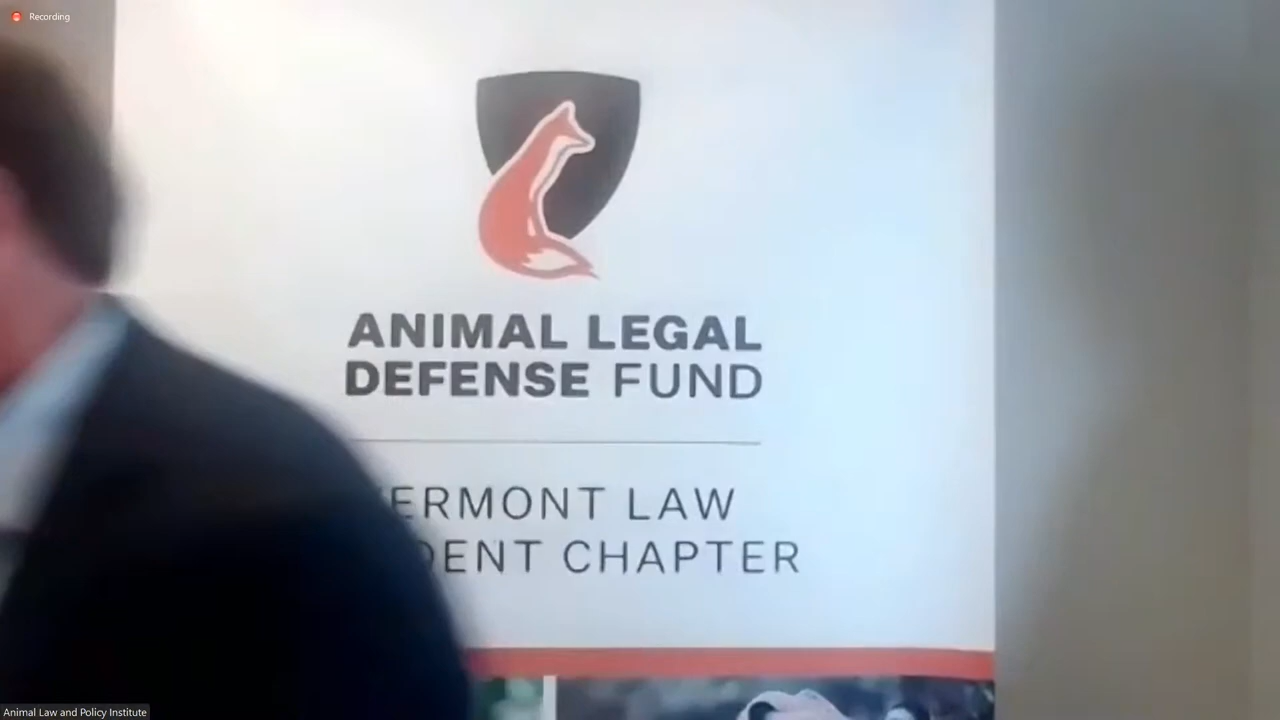 Recording
ANIMAL LEGAL
DEFENSE FUND
ERMONT LAW
DENT CHAPTER
Animal Law and Policy Institute